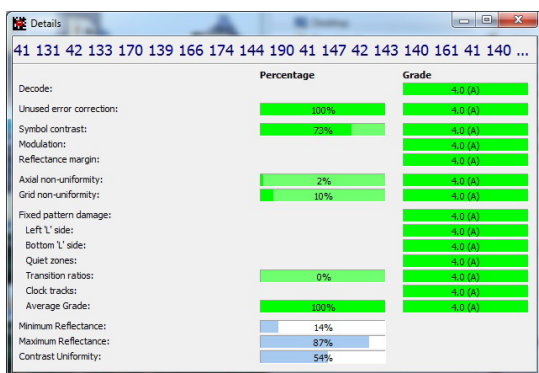 Details
41 131 42 133 170 139 166 174 144 190 41 147 42 143 140 161 41 140 ...
Percentage Grade
Decode: 4.0 (A)
Unused error correction: 100% 4.0 (A)
Symbol contrast: 73% 4.0 (A)
Modulation: 4.0 (A)
Reflectance margin: 4.0 (A)
Axial non-uniformity: 2% 4.0 (A)
Grid non-uniformity: 10% 4.0 (A)
Fixed pattern damage: 4.0 (A)
Left 'L' side: 4.0 (A)
Bottom 'L' side: 4.0 (A)
Quiet zones: 4.0 (A)
Transition ratios: 0% 4.0 (A)
Clock tracks: 4.0 (A)
Average Grade: 100% 4.0 (A)
Minimum Reflectance: 14%
Maximum Reflectance: 87%
Contrast Uniformity: 54%